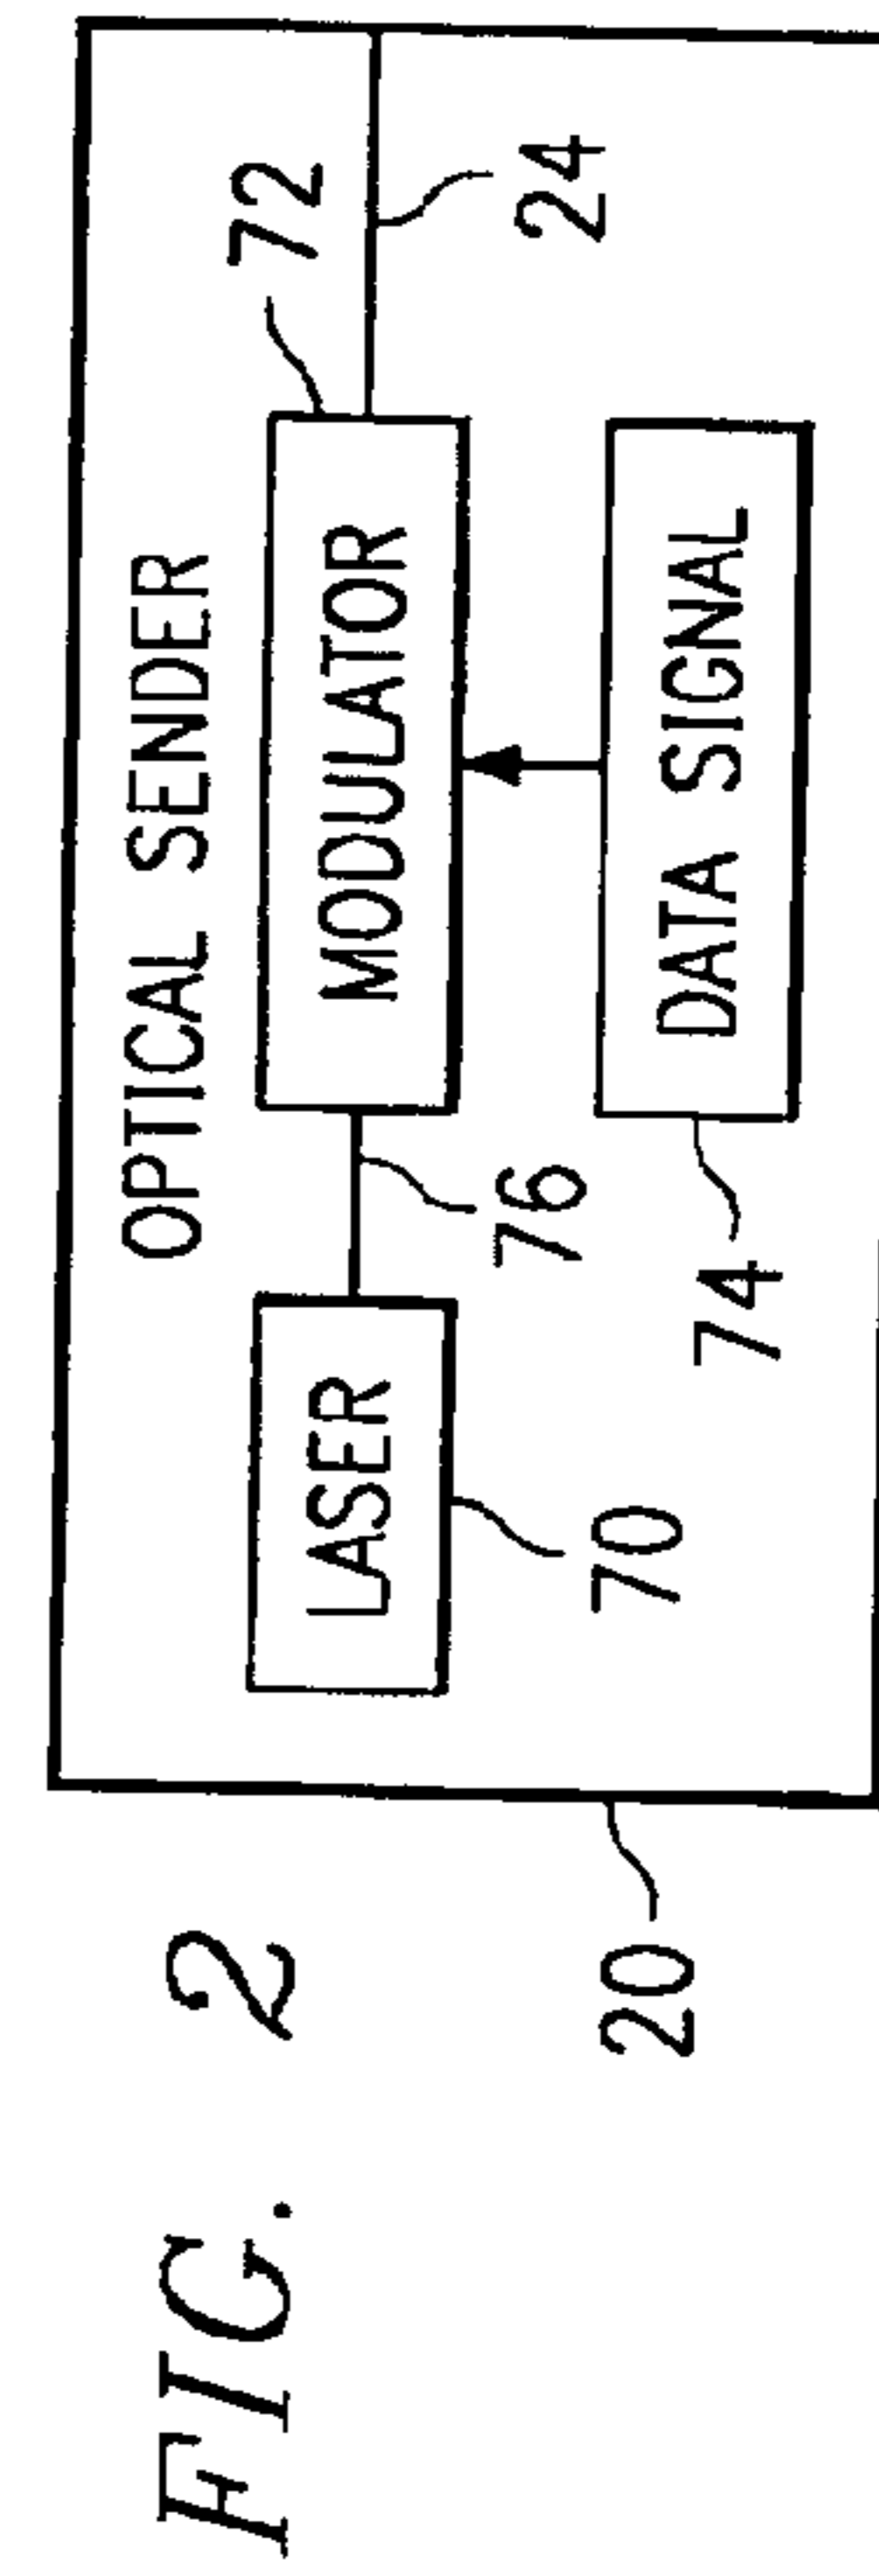 FIG. 2
OPTICAL SENDER
72
LASER
MODULATOR
76
24
70
DATA SIGNAL
74
20